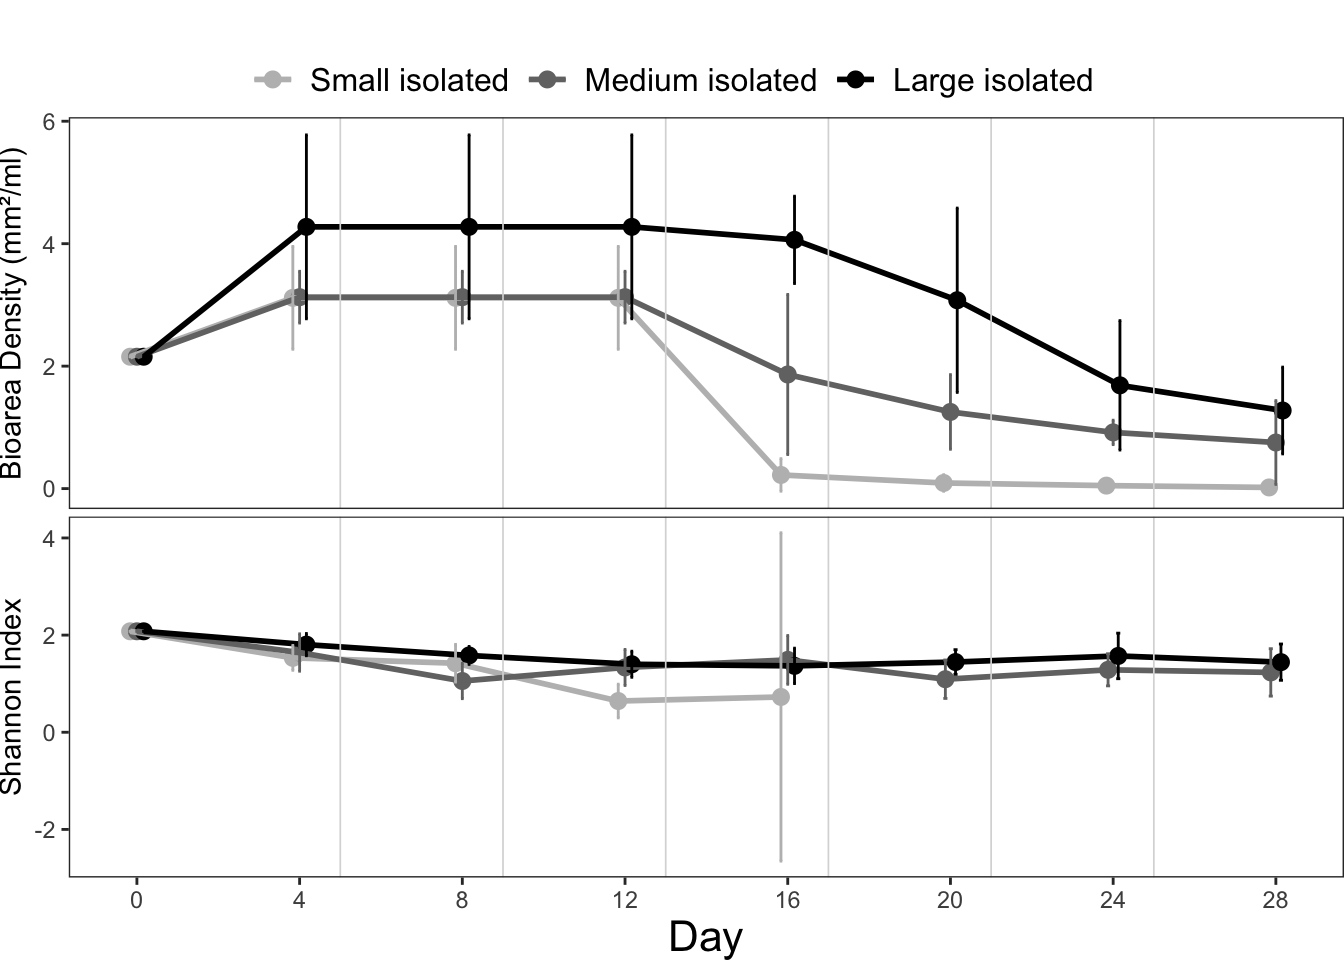 Small isolated Medium isolated Large isolated
Bioarea Density (mm²/ml)
6
4
2
0
Shannon Index
4
2
0
-2
0 4 8 12 16 20 24 28
Day